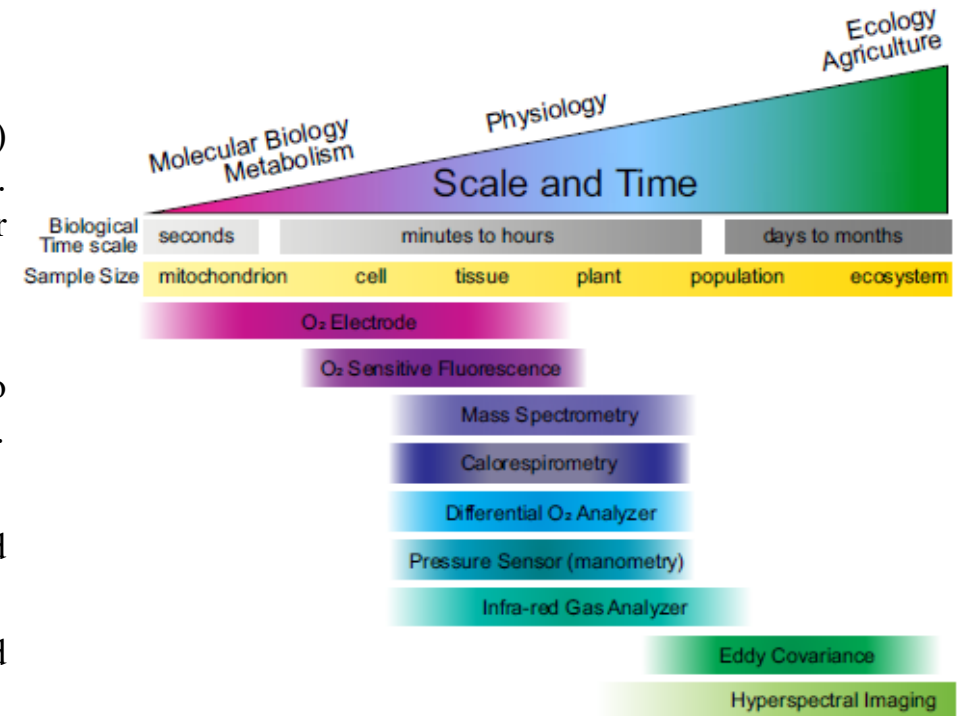 Ecology
Agriculture
Physiology
Molecular Biology
Metabolism
)
.
r
Scale and Time
Biological
Time scale
seconds minutes to hours days to months
Sample Size mitochondrion cell tissue plant population ecosystem
O₂ Electrode
O₂ Sensitive Fluorescence
o
Mass Spectrometry
.
Calorespirometry
Differential O₂ Analyzer
d
Pressure Sensor (manometry)
Infra-red Gas Analyzer
d
Eddy Covariance
Hyperspectral Imaging